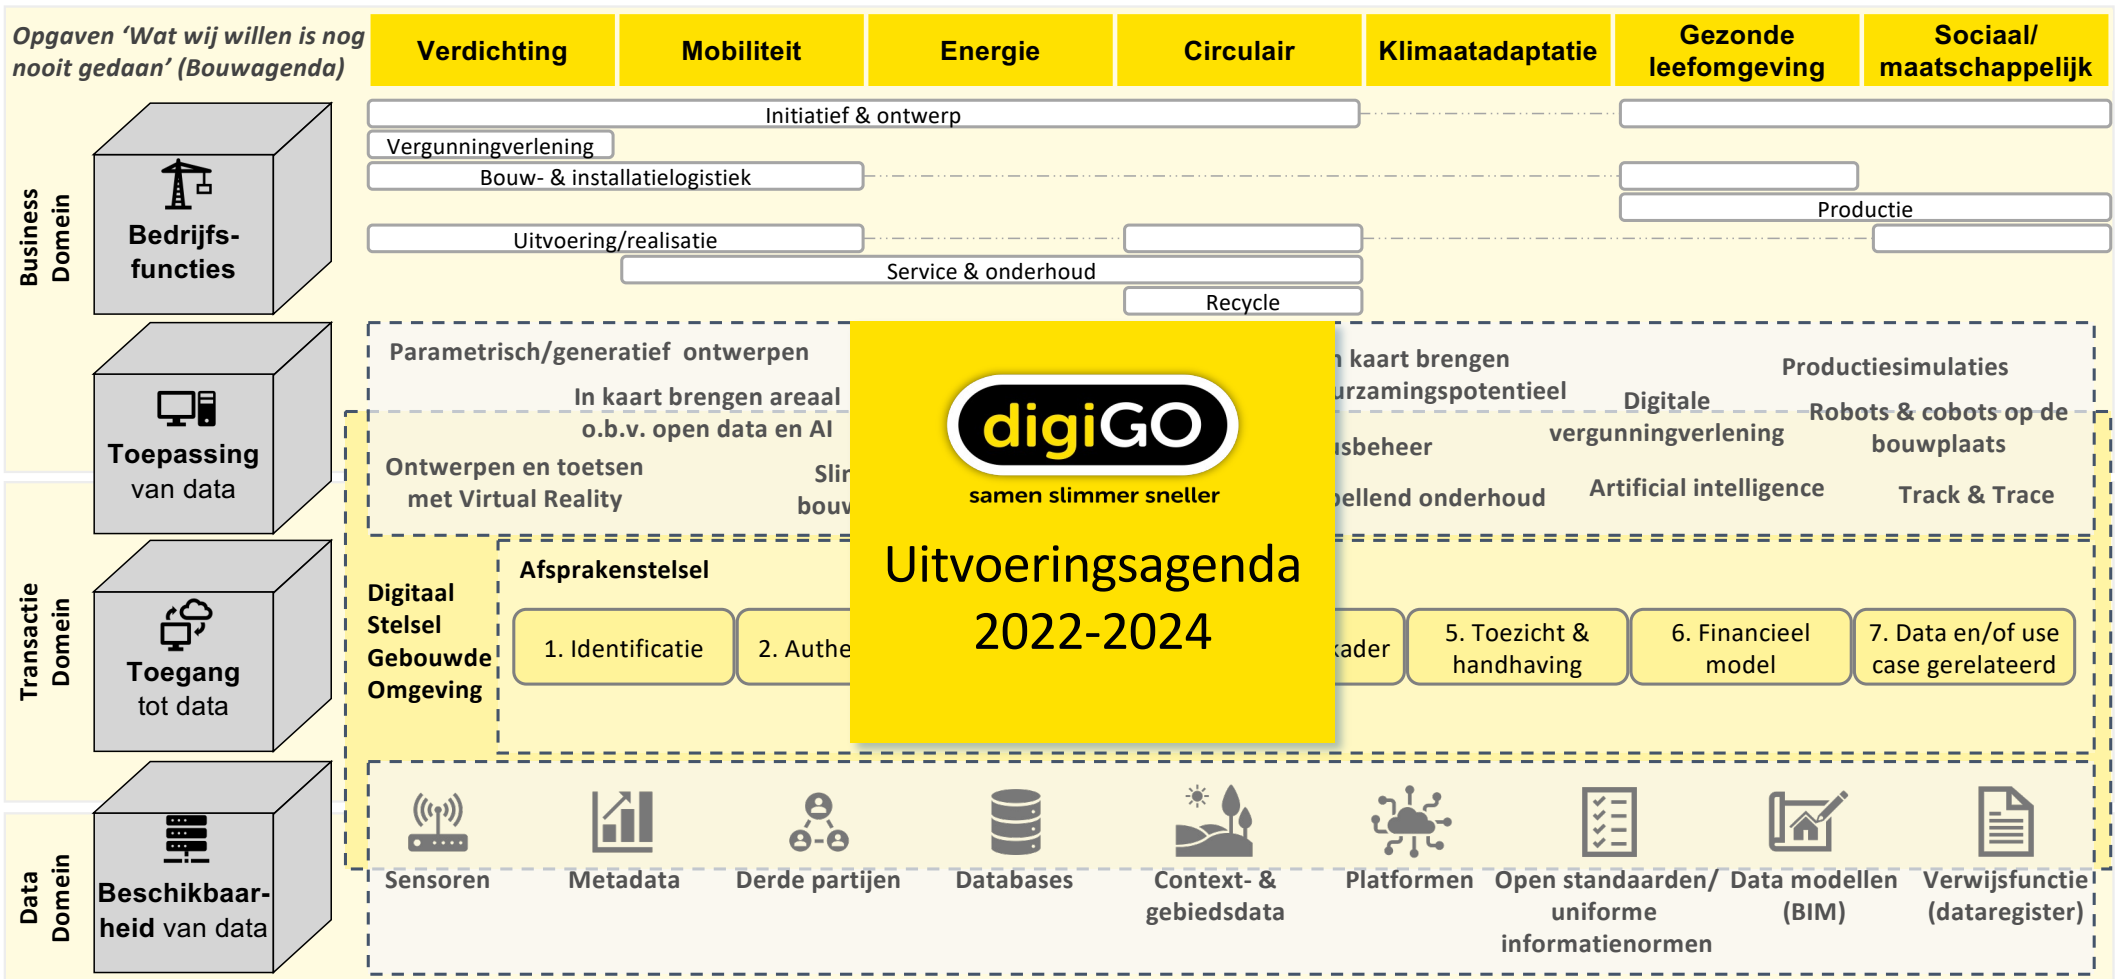 Opgaven ‘Wat wij willen is nog
nooit gedaan’ (Bouwagenda)
Verdichting
Mobiliteit
Energie
Circulair
Klimaatadaptatie
Gezonde
leefomgeving
Sociaal/
maatschappelijk
Business
Domein
Bedrijfs-
functies
Initiatief & ontwerp
Vergunningverlening
Bouw- & installatielogistiek
Productie
Uitvoering/realisatie
Service & onderhoud
Recycle
Toepassing
van data
Parametrisch/generatief ontwerpen
In kaart brengen areaal
o.b.v. open data en AI
Ontwerpen en toetsen
met Virtual Reality
kaart brengen
Digitale
vergunningverlening
Productiesimulaties
Robots & cobots op de
bouwplaats
onderhoud
Artificial intelligence
Track & Trace
digiGO
samen slimmer sneller
Uitvoeringsagenda
2022-2024
Transactie
Domein
Toegang
tot data
Digitaal
Stelsel
Gebouwde
Omgeving
Afsprakenstelsel
1. Identificatie
2.
5. Toezicht &
handhaving
6. Financieel
model
7. Data en/of use
case gerelateerd
Data
Domein
Beschikbaar-
heid van data
Sensoren
Metadata
Derde partijen
Databases
Context- &
gebiedsdata
Platformen
Open standaarden/
uniforme
informatienormen
Data modellen
(BIM)
Verwijsfunctie
(dataregister)